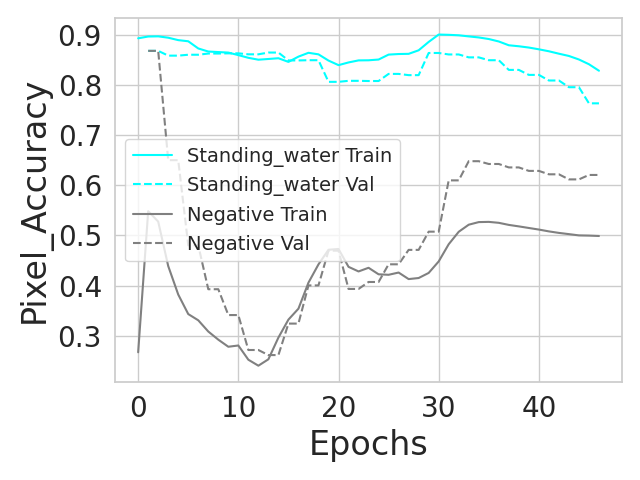 0.9
0.8
0.7
0.6
0.5
0.4
0.3
Pixel_Accuracy
Standing_water Train
Standing_water Val
Negative Train
Negative Val
0 10 20 30 40
Epochs